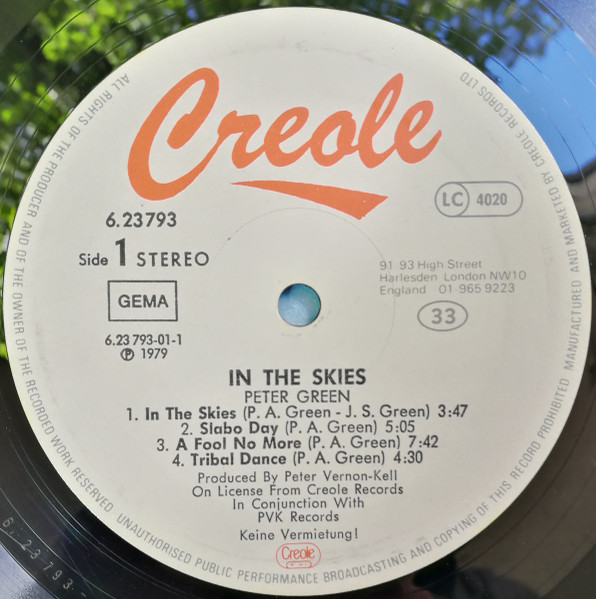 Creole
6.23793
Side 1 STEREO
GEMA
6.23 793-01-1
Ⓟ 1979
LC 4020
91 93 High Street
Harlesden London NW10
England 01 965 9223
33
IN THE SKIES
PETER GREEN
1. In The Skies (P. A. Green - J. S. Green) 3:47
2. Slabo Day (P. A. Green) 5:05
3. A Fool No More (P. A. Green) 7:42
4. Tribal Dance (P. A. Green) 4:30
Produced By Peter Vernon-Kell
On License From Creole Records
In Conjunction With
PVK Records
Keine Vermietung!
Creole
ALL RIGHTS OF THE PRODUCER AND OF THE OWNER OF THE RECORDED WORK RESERVED UNAUTHORISED PUBLIC PERFORMANCE BROADCASTING AND COPYING OF THIS RECORD PROHIBITED MANUFACTURED AND MARKETED BY CREOLE RECORDS LTD
6.23793.-